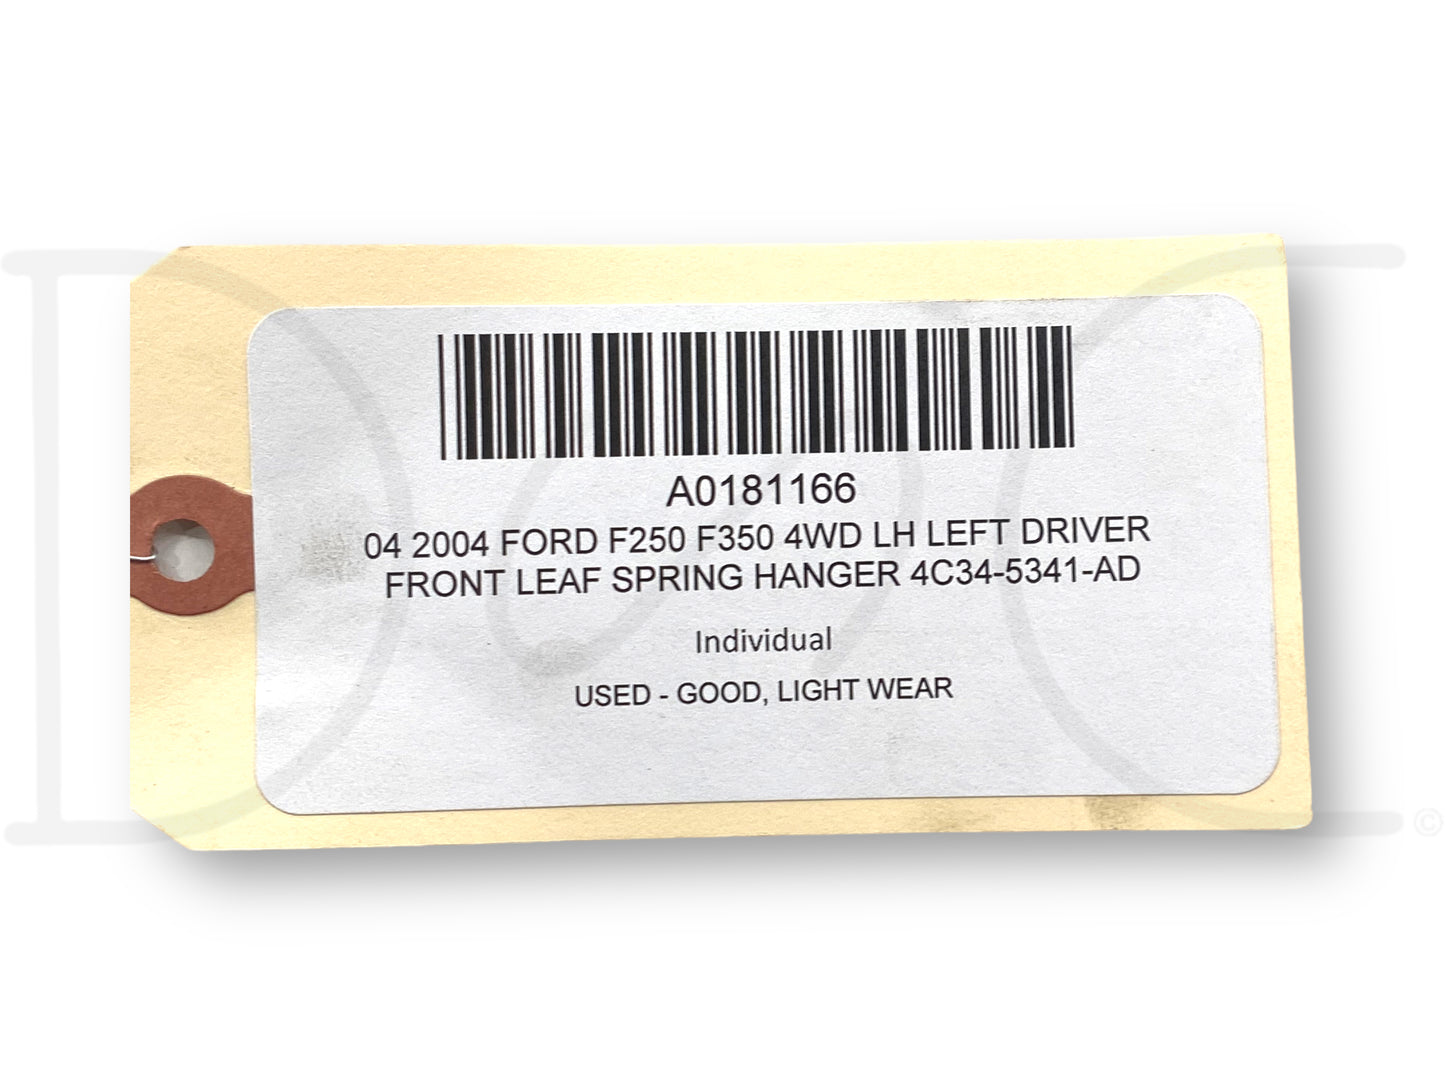 A0181166
04 2004 FORD F250 F350 4WD LH LEFT DRIVER
FRONT LEAF SPRING HANGER 4C34-5341-AD
Individual
USED - GOOD, LIGHT WEAR
©